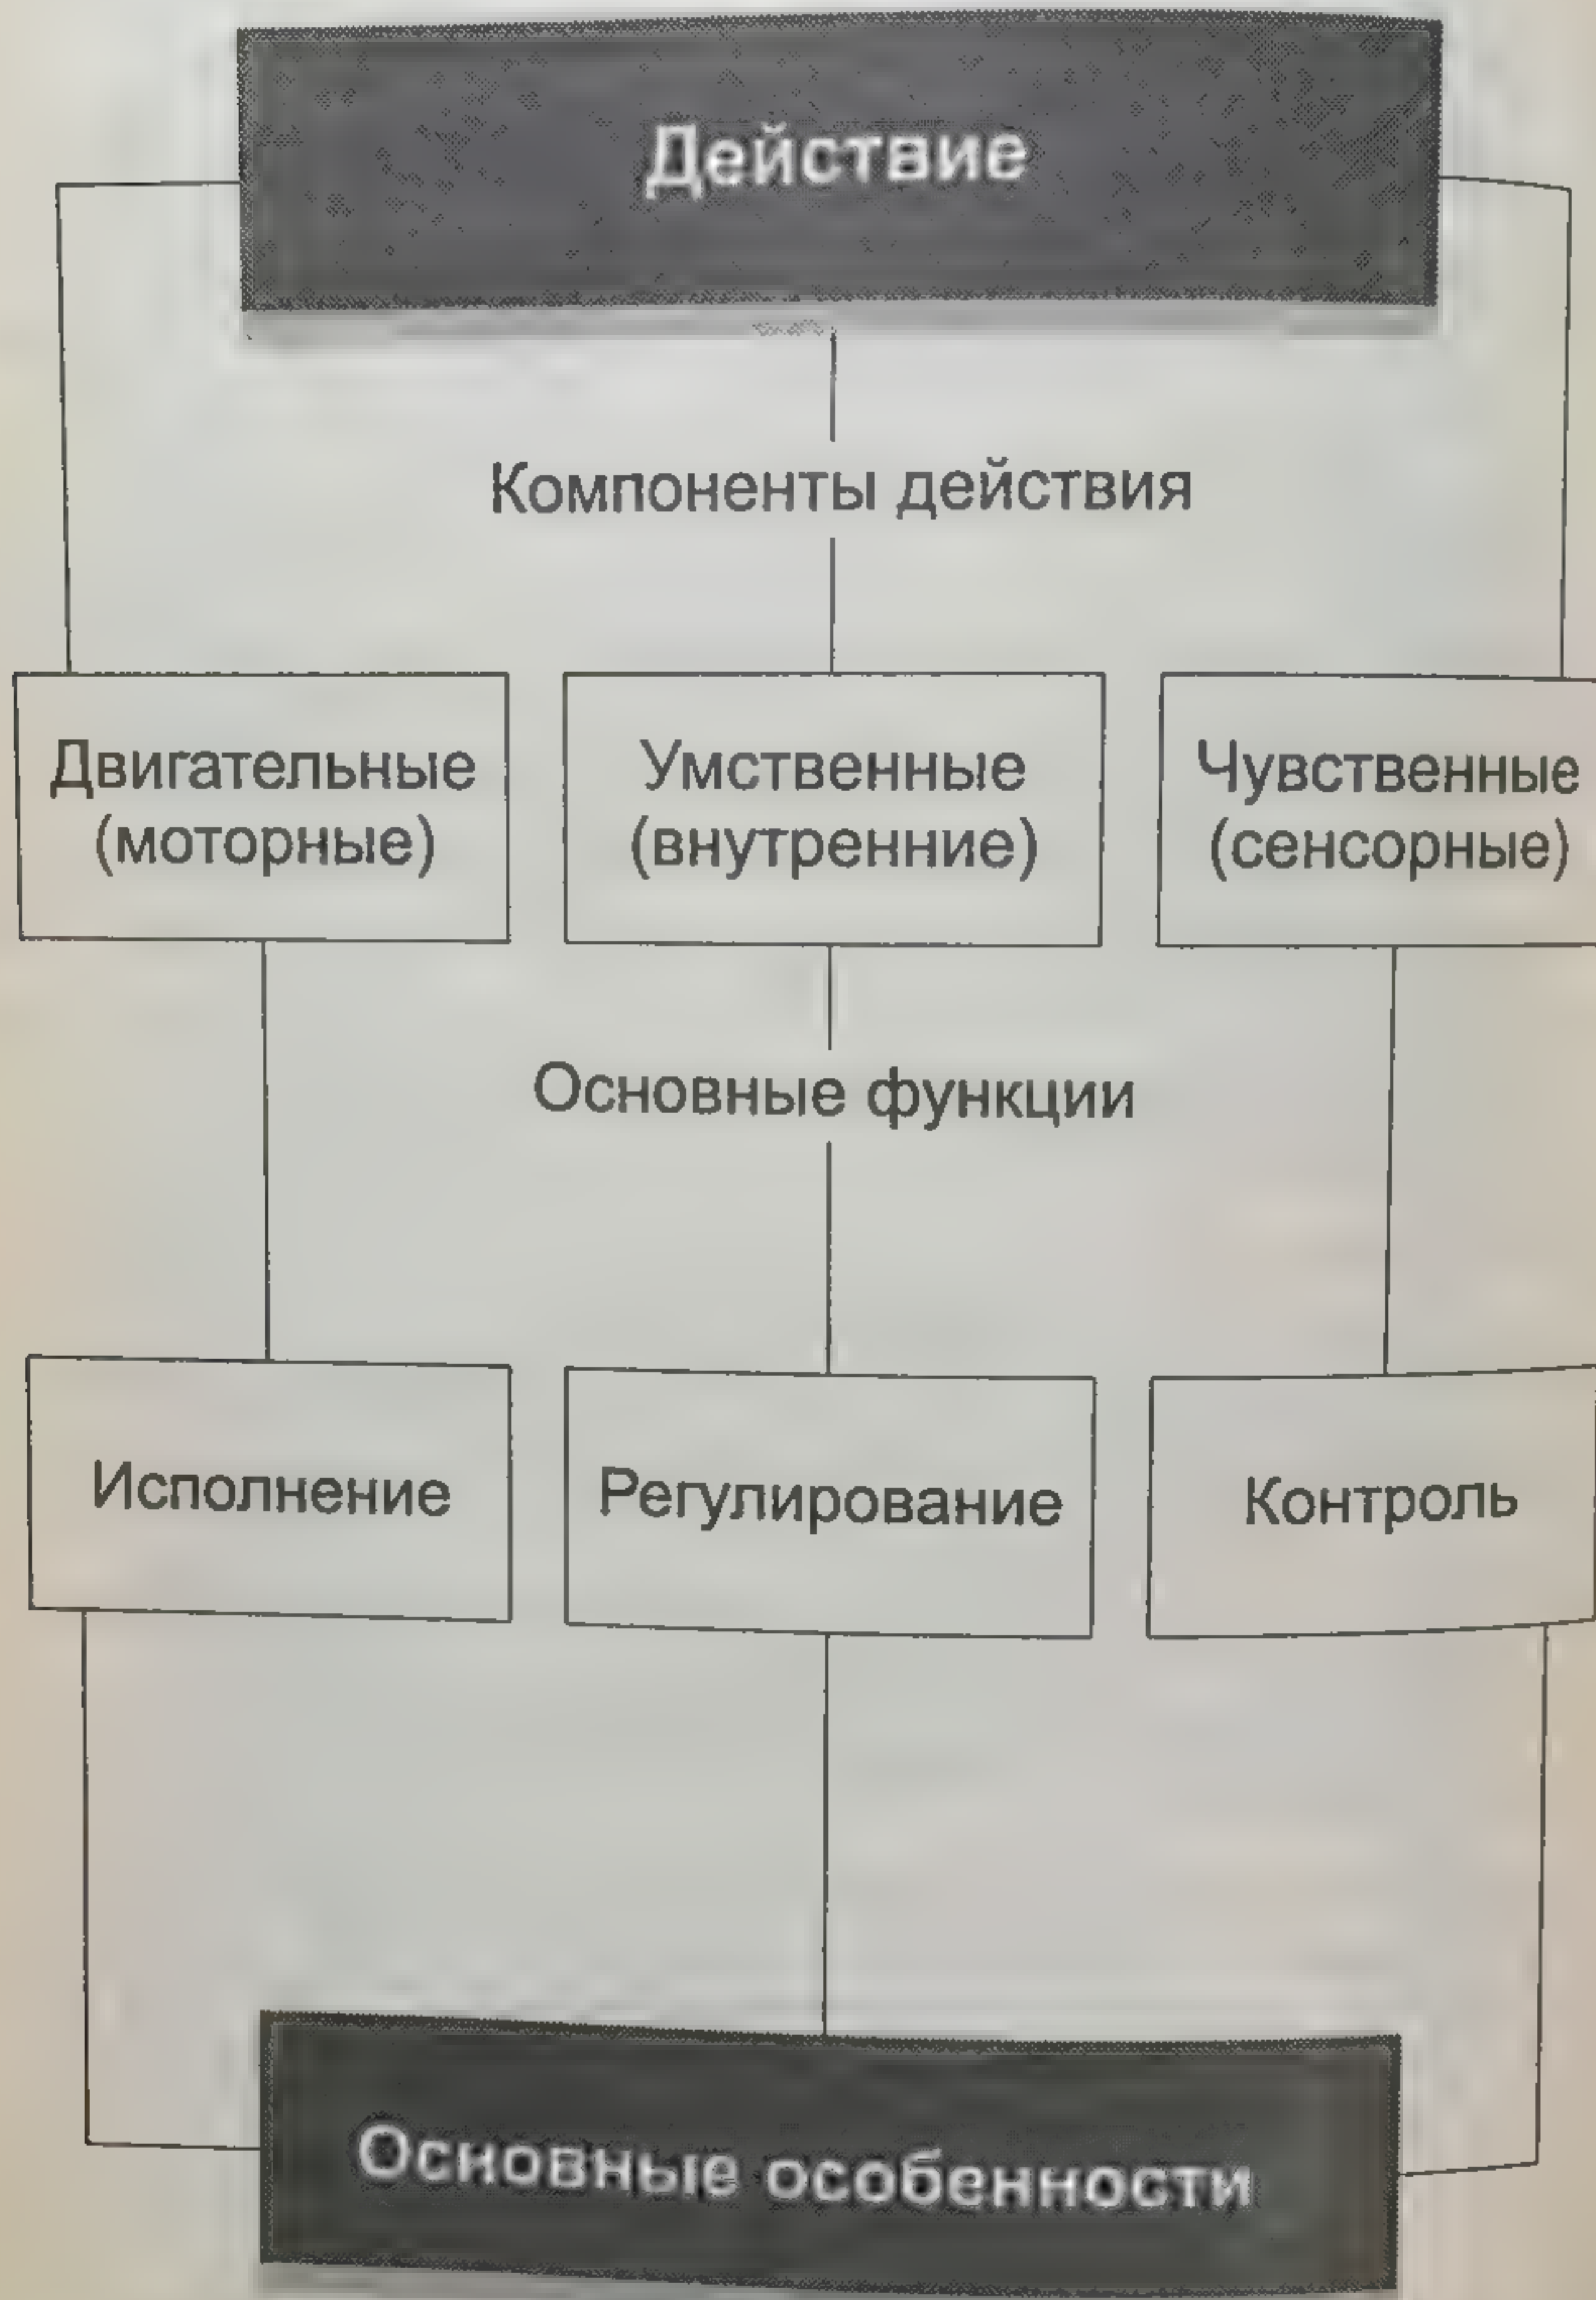 Действие
Компоненты действия
Двигательные
(моторные)
Умственные
(внутренние)
Чувственные
(сенсорные)
Основные функции
Исполнение
Регулирование
Контроль
Основные особенности